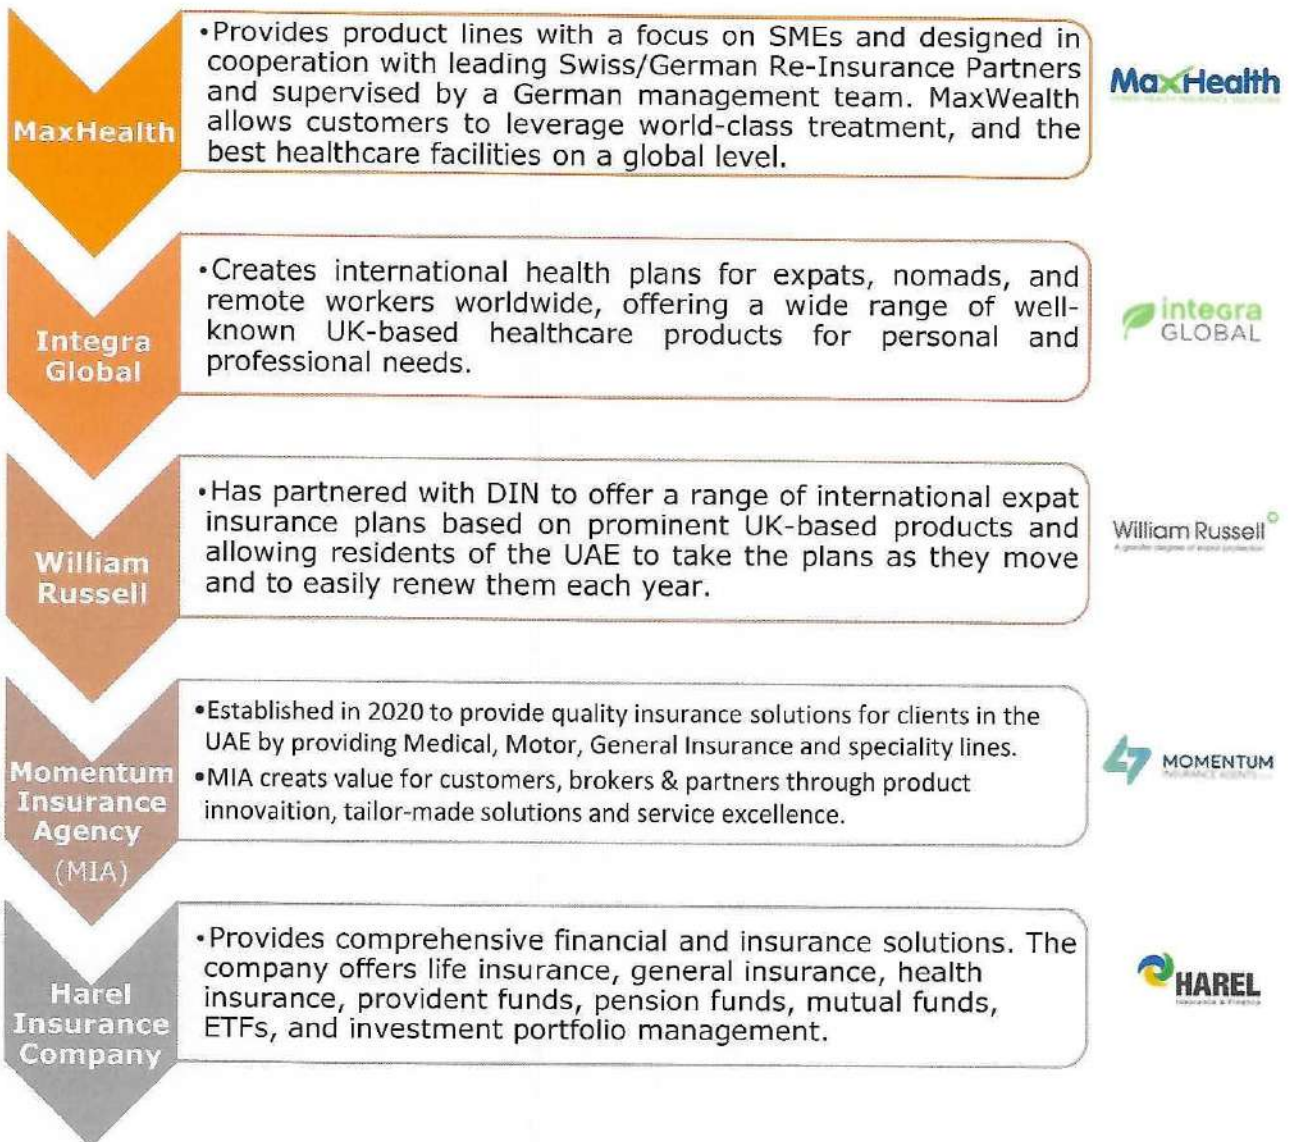 MaxHealth
•Provides product lines with a focus on SMEs and designed in
cooperation with leading Swiss/German Re-Insurance Partners
and supervised by a German management team. MaxWealth
allows customers to leverage world-class treatment, and the
best healthcare facilities on a global level.
MaxHealth
Integra
Global
•Creates international health plans for expats, nomads, and
remote workers worldwide, offering a wide range of well-
known UK-based healthcare products for personal and
professional needs.
integra
GLOBAL
William
Russell
•Has partnered with DIN to offer a range of international expat
insurance plans based on prominent UK-based products and
allowing residents of the UAE to take the plans as they move
and to easily renew them each year.
William Russell
Momentum
Insurance
Agency
(MIA)
•Established in 2020 to provide quality insurance solutions for clients in the
UAE by providing Medical, Motor, General Insurance and speciality lines.
•MIA creats value for customers, brokers & partners through product
innovaition, tailor-made solutions and service excellence.
MOMENTUM
INSURANCE AGENTS
Harel
Insurance
Company
•Provides comprehensive financial and insurance solutions. The
company offers life insurance, general insurance, health
insurance, provident funds, pension funds, mutual funds,
ETFs, and investment portfolio management.
HAREL
Insurance & Finance